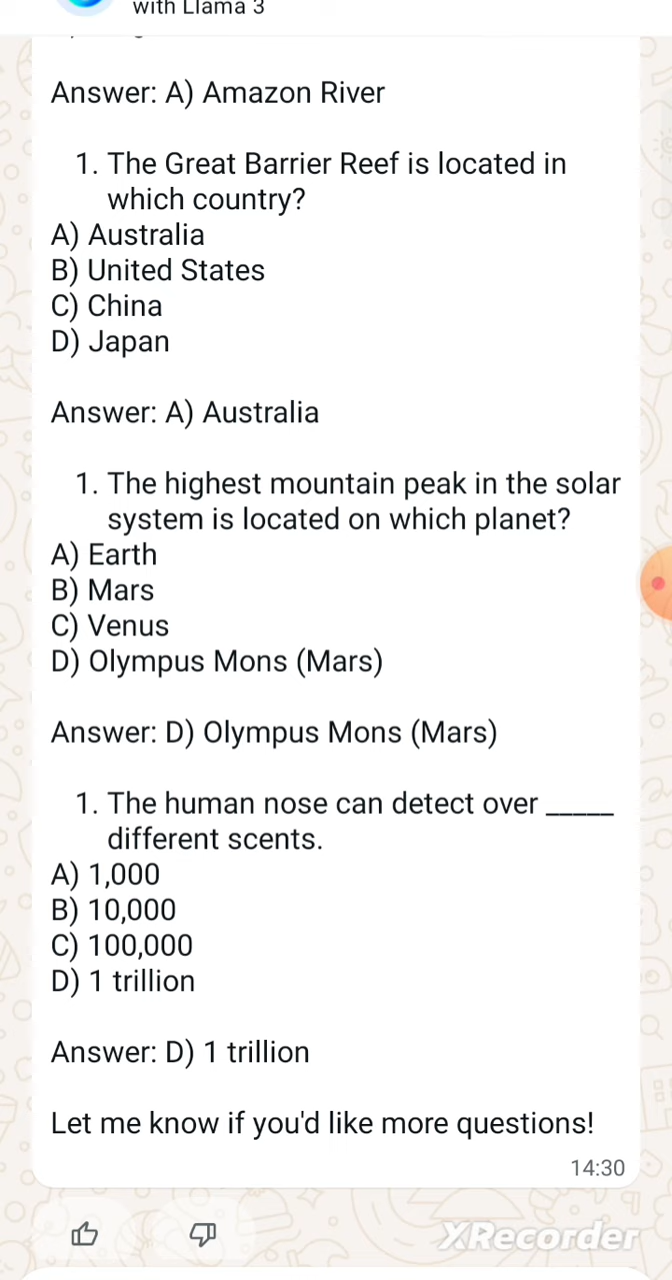 with Llama 3
Answer: A) Amazon River
1. The Great Barrier Reef is located in
which country?
A) Australia
B) United States
C) China
D) Japan
Answer: A) Australia
1. The highest mountain peak in the solar
system is located on which planet?
A) Earth
B) Mars
C) Venus
D) Olympus Mons (Mars)
Answer: D) Olympus Mons (Mars)
1. The human nose can detect over _____
different scents.
A) 1,000
B) 10,000
C) 100,000
D) 1 trillion
Answer: D) 1 trillion
Let me know if you'd like more questions!
14:30
XRecorder